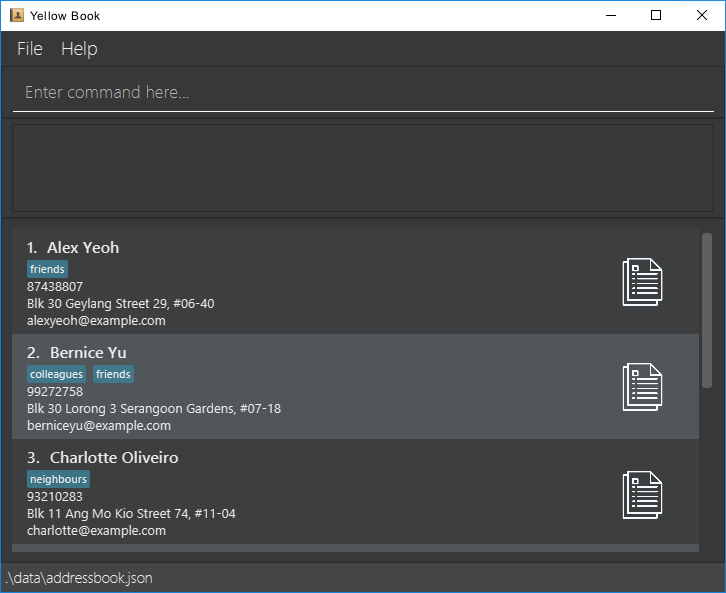 Yellow Book
File Help
Enter command here...
1. Alex Yeoh
friends
87438807
Blk 30 Geylang Street 29, #06-40
alexyeoh@example.com
2. Bernice Yu
colleagues friends
99272758
Blk 30 Lorong 3 Serangoon Gardens, #07-18
berniceyu@example.com
3. Charlotte Oliveiro
neighbours
93210283
Blk 11 Ang Mo Kio Street 74, #11-04
charlotte@example.com
.\data\addressbook.json